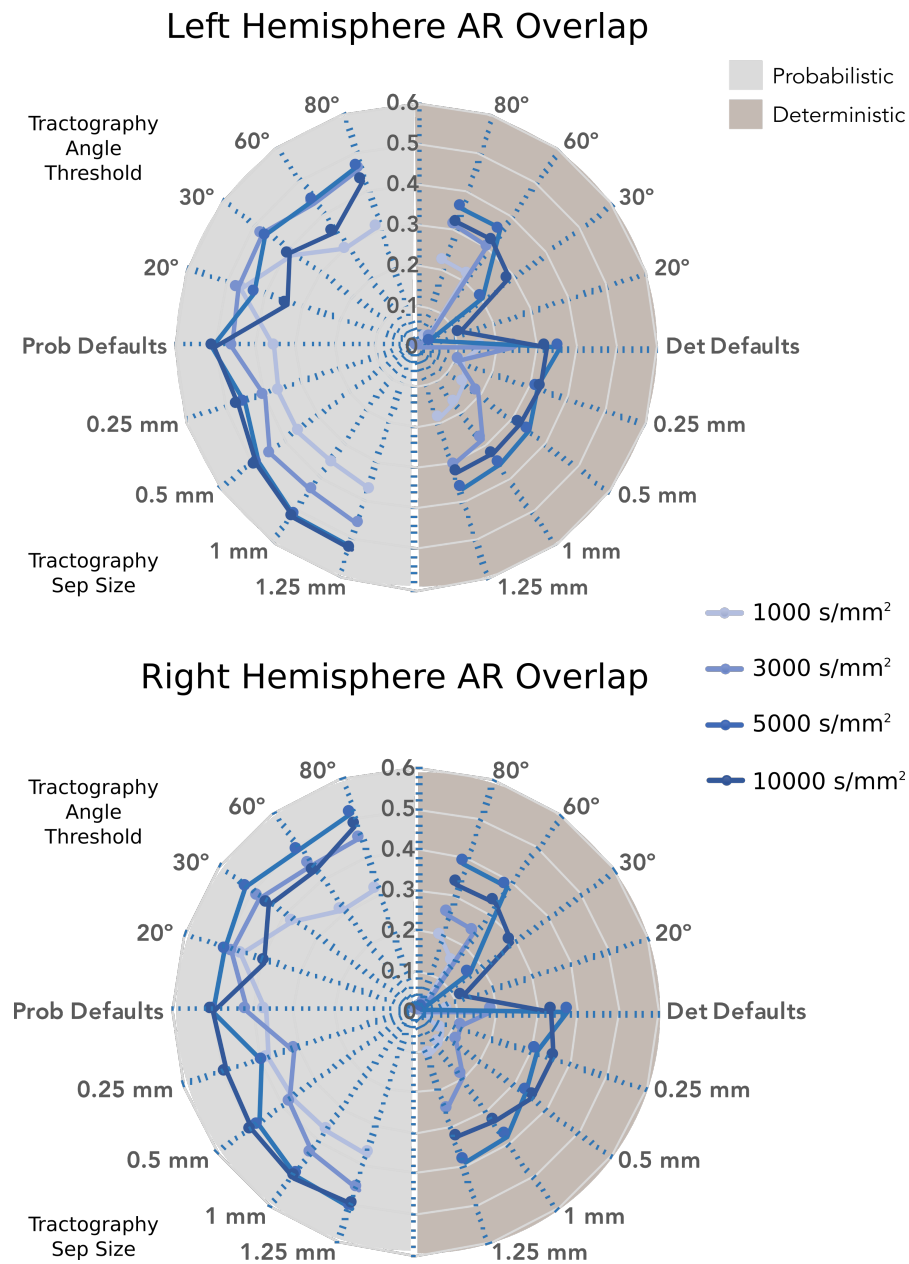 Left Hemisphere AR Overlap
Probabilistic
Deterministic
Tractography
Angle
Threshold
80°
0.6
80°
60°
0.5
60°
30°
0.4
30°
0.3
20°
0.2
20°
0.1
Prob Defaults
0
Det Defaults
0.25 mm
0.25 mm
0.5 mm
0.5 mm
1 mm
1 mm
Tractography
Sep Size
1.25 mm
1.25 mm
1000 s/mm²
3000 s/mm²
5000 s/mm²
10000 s/mm²
Right Hemisphere AR Overlap
Tractography
Angle
Threshold
80°
0.6
80°
60°
0.5
60°
30°
0.4
30°
0.3
20°
0.2
20°
0.1
Prob Defaults
0
Det Defaults
0.25 mm
0.25 mm
0.5 mm
0.5 mm
1 mm
1 mm
Tractography
Sep Size
1.25 mm
1.25 mm